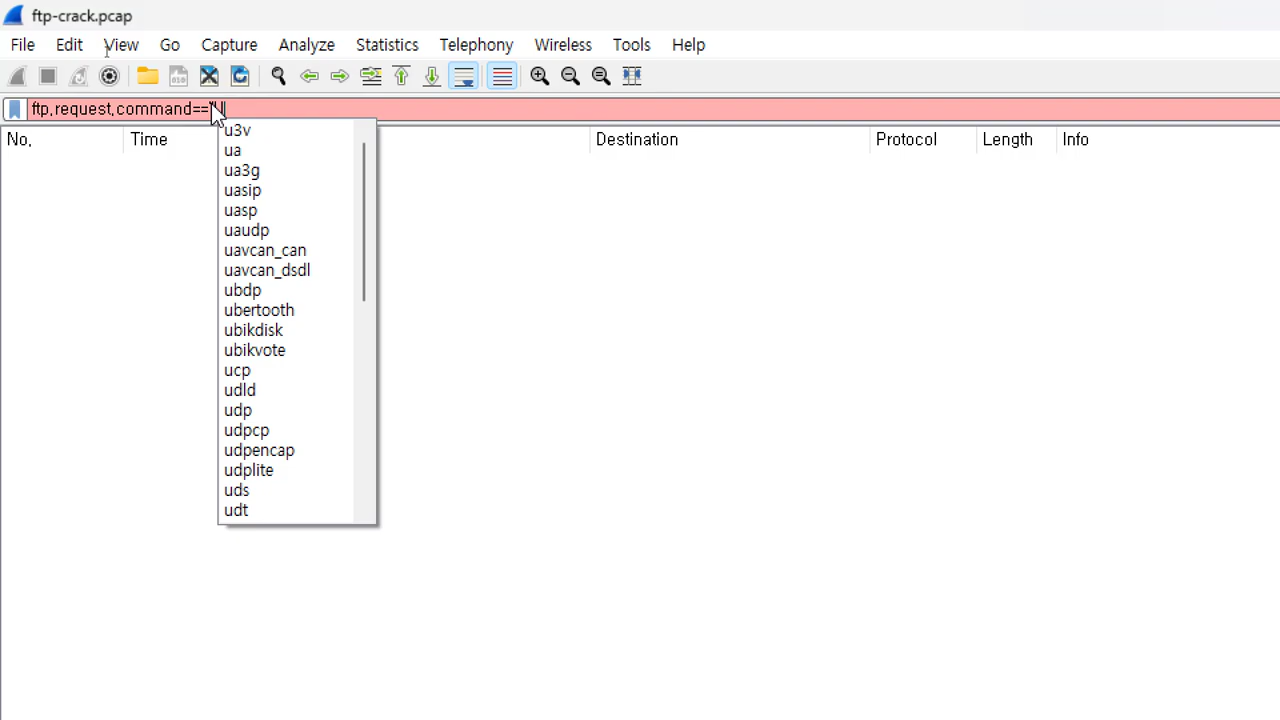 ftp-crack.pcap
File Edit View Go Capture Analyze Statistics Telephony Wireless Tools Help
ftp.request.command=="U
No. Time Destination Protocol Length Info
u3v
ua
ua3g
uasip
uasp
uaudp
uavcan_can
uavcan_dsdl
ubdp
ubertooth
ubikdisk
ubikvote
ucp
udld
udp
udpcp
udpencap
udplite
uds
udt